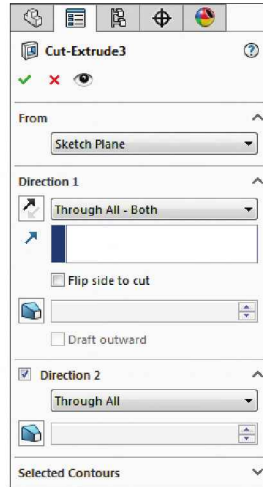 Cut-Extrude3
?
From
Sketch Plane
Direction 1
Through All - Both
Flip side to cut
Draft outward
Direction 2
Through All
Selected Contours